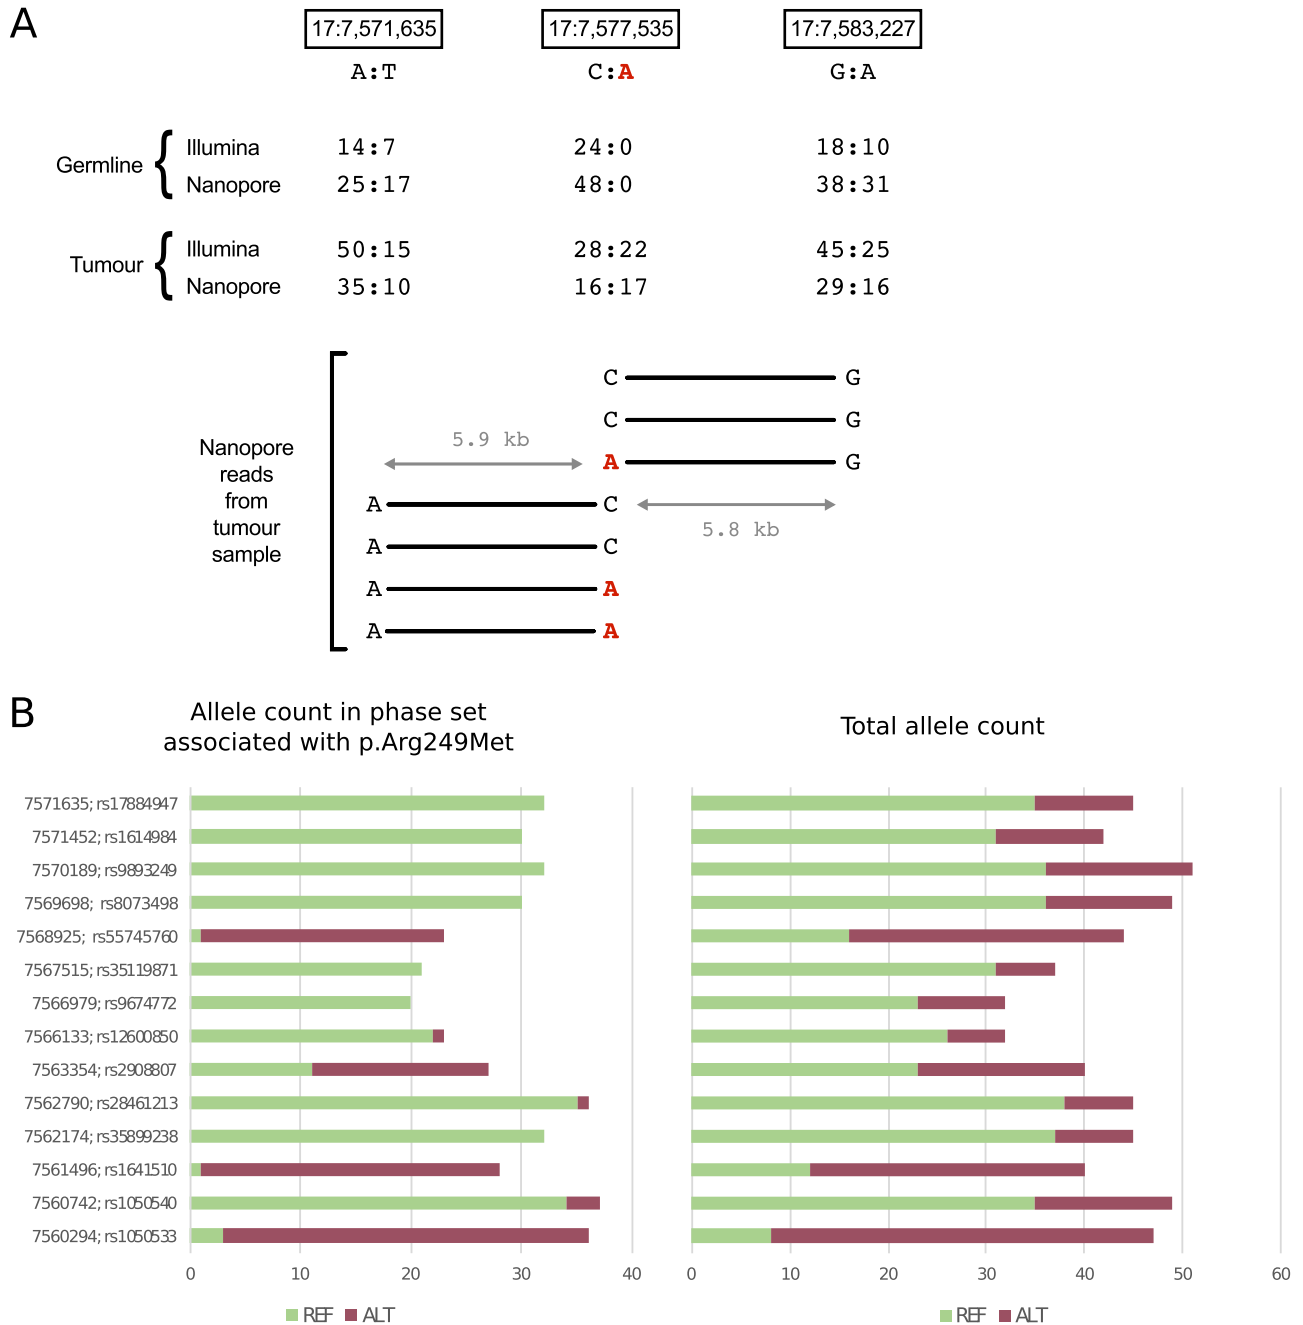 A
17:7,571,635 17:7,577,535 17:7,583,227
A:T C:A G:A
Germline
Illumina 14:7 24:0 18:10
Nanopore 25:17 48:0 38:31
Tumour
Illumina 50:15 28:22 45:25
Nanopore 35:10 16:17 29:16
Nanopore
reads
from
tumour
sample
C G
C G
5.9 kb
A G
A C
5.8 kb
A C
A A
A A
B
Allele count in phase set
associated with p.Arg249Met
Total allele count
7571635; rs17884947
7571452; rs1614984
7570189; rs9893249
7569698; rs8073498
7568925; rs55745760
7567515; rs35119871
7566979; rs9674772
7566133; rs12600850
7563354; rs2908807
7562790; rs28461213
7562174; rs35899238
7561496; rs1641510
7560742; rs1050540
7560294; rs1050533
0 10 20 30 40
0 10 20 30 40 50 60
REF ALT
REF ALT